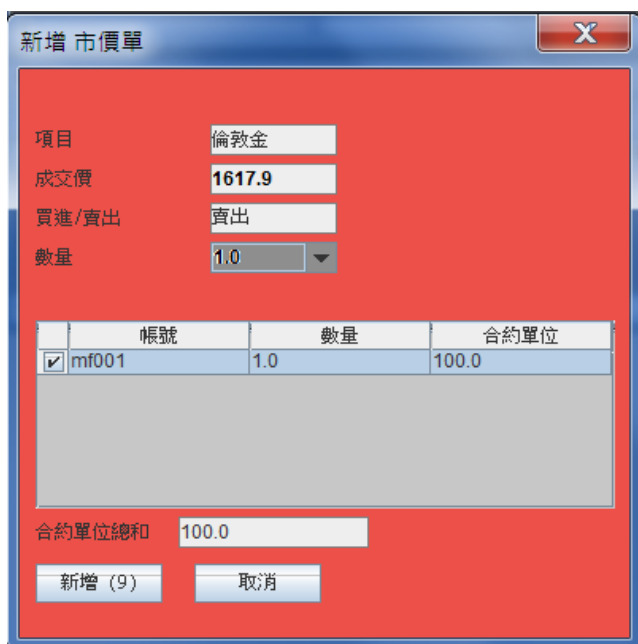 新增 市價單
項目 倫敦金
成交價 1617.9
買進/賣出 賣出
數量 1.0
帳號 數量 合約單位
mf001 1.0 100.0
合約單位總和 100.0
新增 (9) 取消